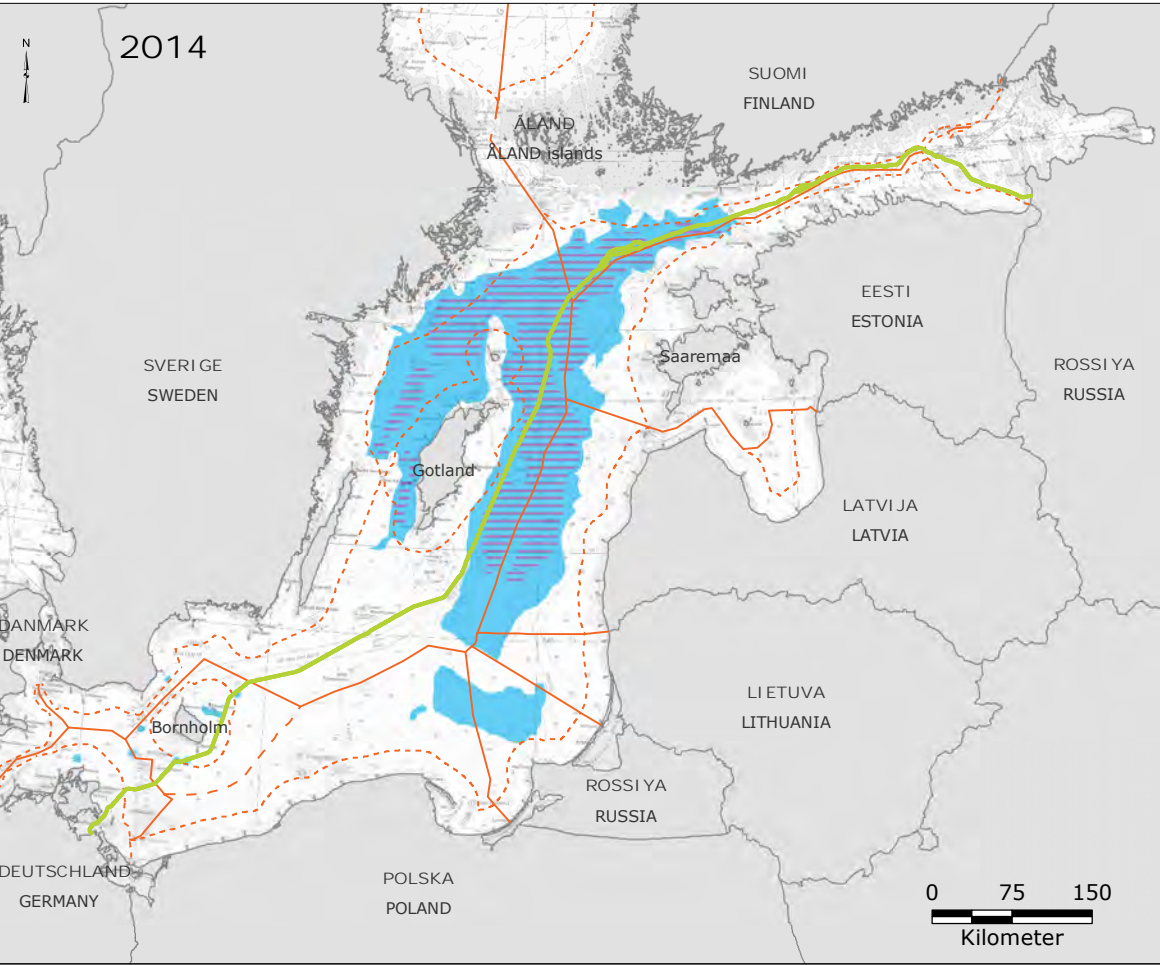 N
2014
SUOMI
FINLAND
ÅLAND
ÅLAND islands
EESTI
ESTONIA
SVERIGE
SWEDEN
Saaremaa
ROSSIYA
RUSSIA
Gotland
LATVIJA
LATVIA
DANMARK
DENMARK
LIETUVA
LITHUANIA
Bornholm
ROSSIYA
RUSSIA
DEUTSCHLAND
GERMANY
POLSKA
POLAND
0 75 150
Kilometer